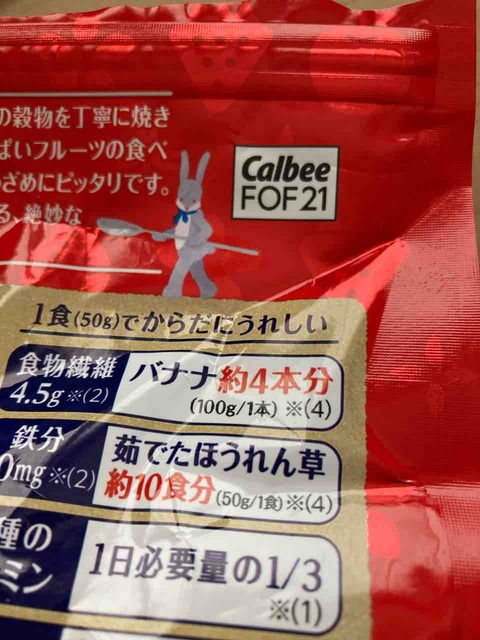 の穀物を丁寧に焼き
ぱいフルーツの食べ
ざめにピッタリです。
る、絶妙な
Calbee
FOF21
1食(50g)でからだにうれしい
食物繊維
4.5g※(2)
バナナ約4本分
(100g/1本)※(4)
鉄分
0mg※(2)
茹でたほうれん草
約10食分(50g/1食)※(4)
種の
ミン
1日必要量の1/3
※(1)